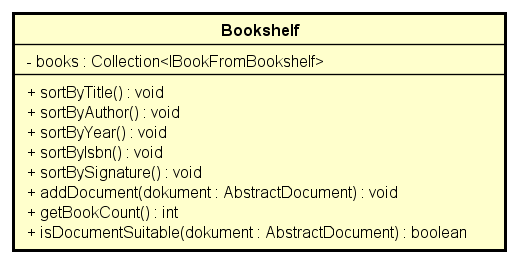 Bookshelf
- books : Collection<IBookFromBookshelf>
+ sortByTitle() : void
+ sortByAuthor() : void
+ sortByYear() : void
+ sortByIsbn() : void
+ sortBySignature() : void
+ addDocument(dokument : AbstractDocument) : void
+ getBookCount() : int
+ isDocumentSuitable(dokument : AbstractDocument) : boolean